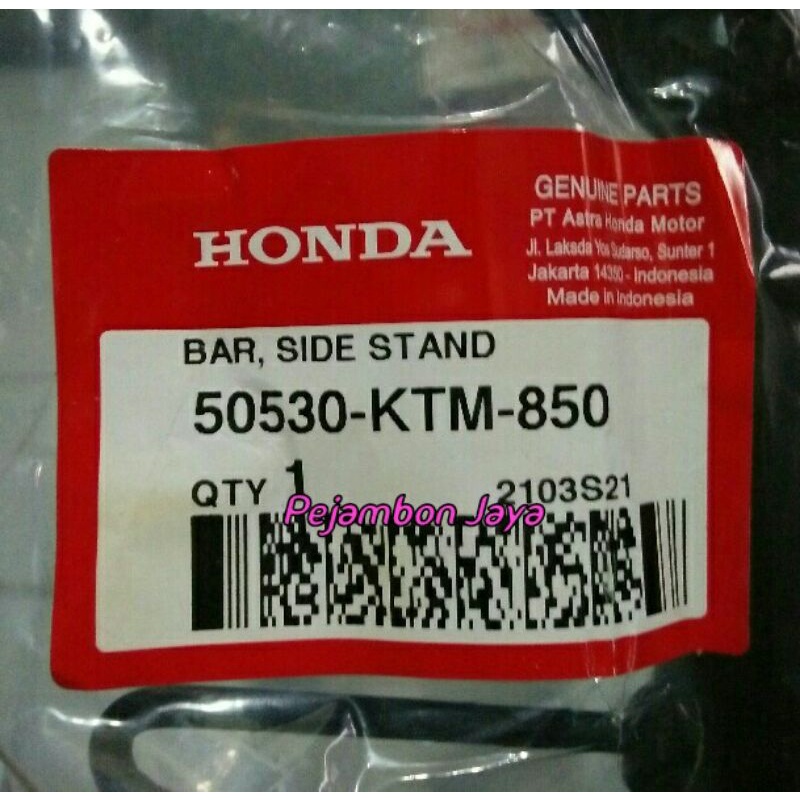 HONDA
GENUINE PARTS
PT Astra Honda Motor
Jl. Laksda Yos Sudarso, Sunter 1
Jakarta 14350 - Indonesia
Made in Indonesia
BAR, SIDE STAND
50530-KTM-850
QTY 1
2103S21
Pejambon Jaya